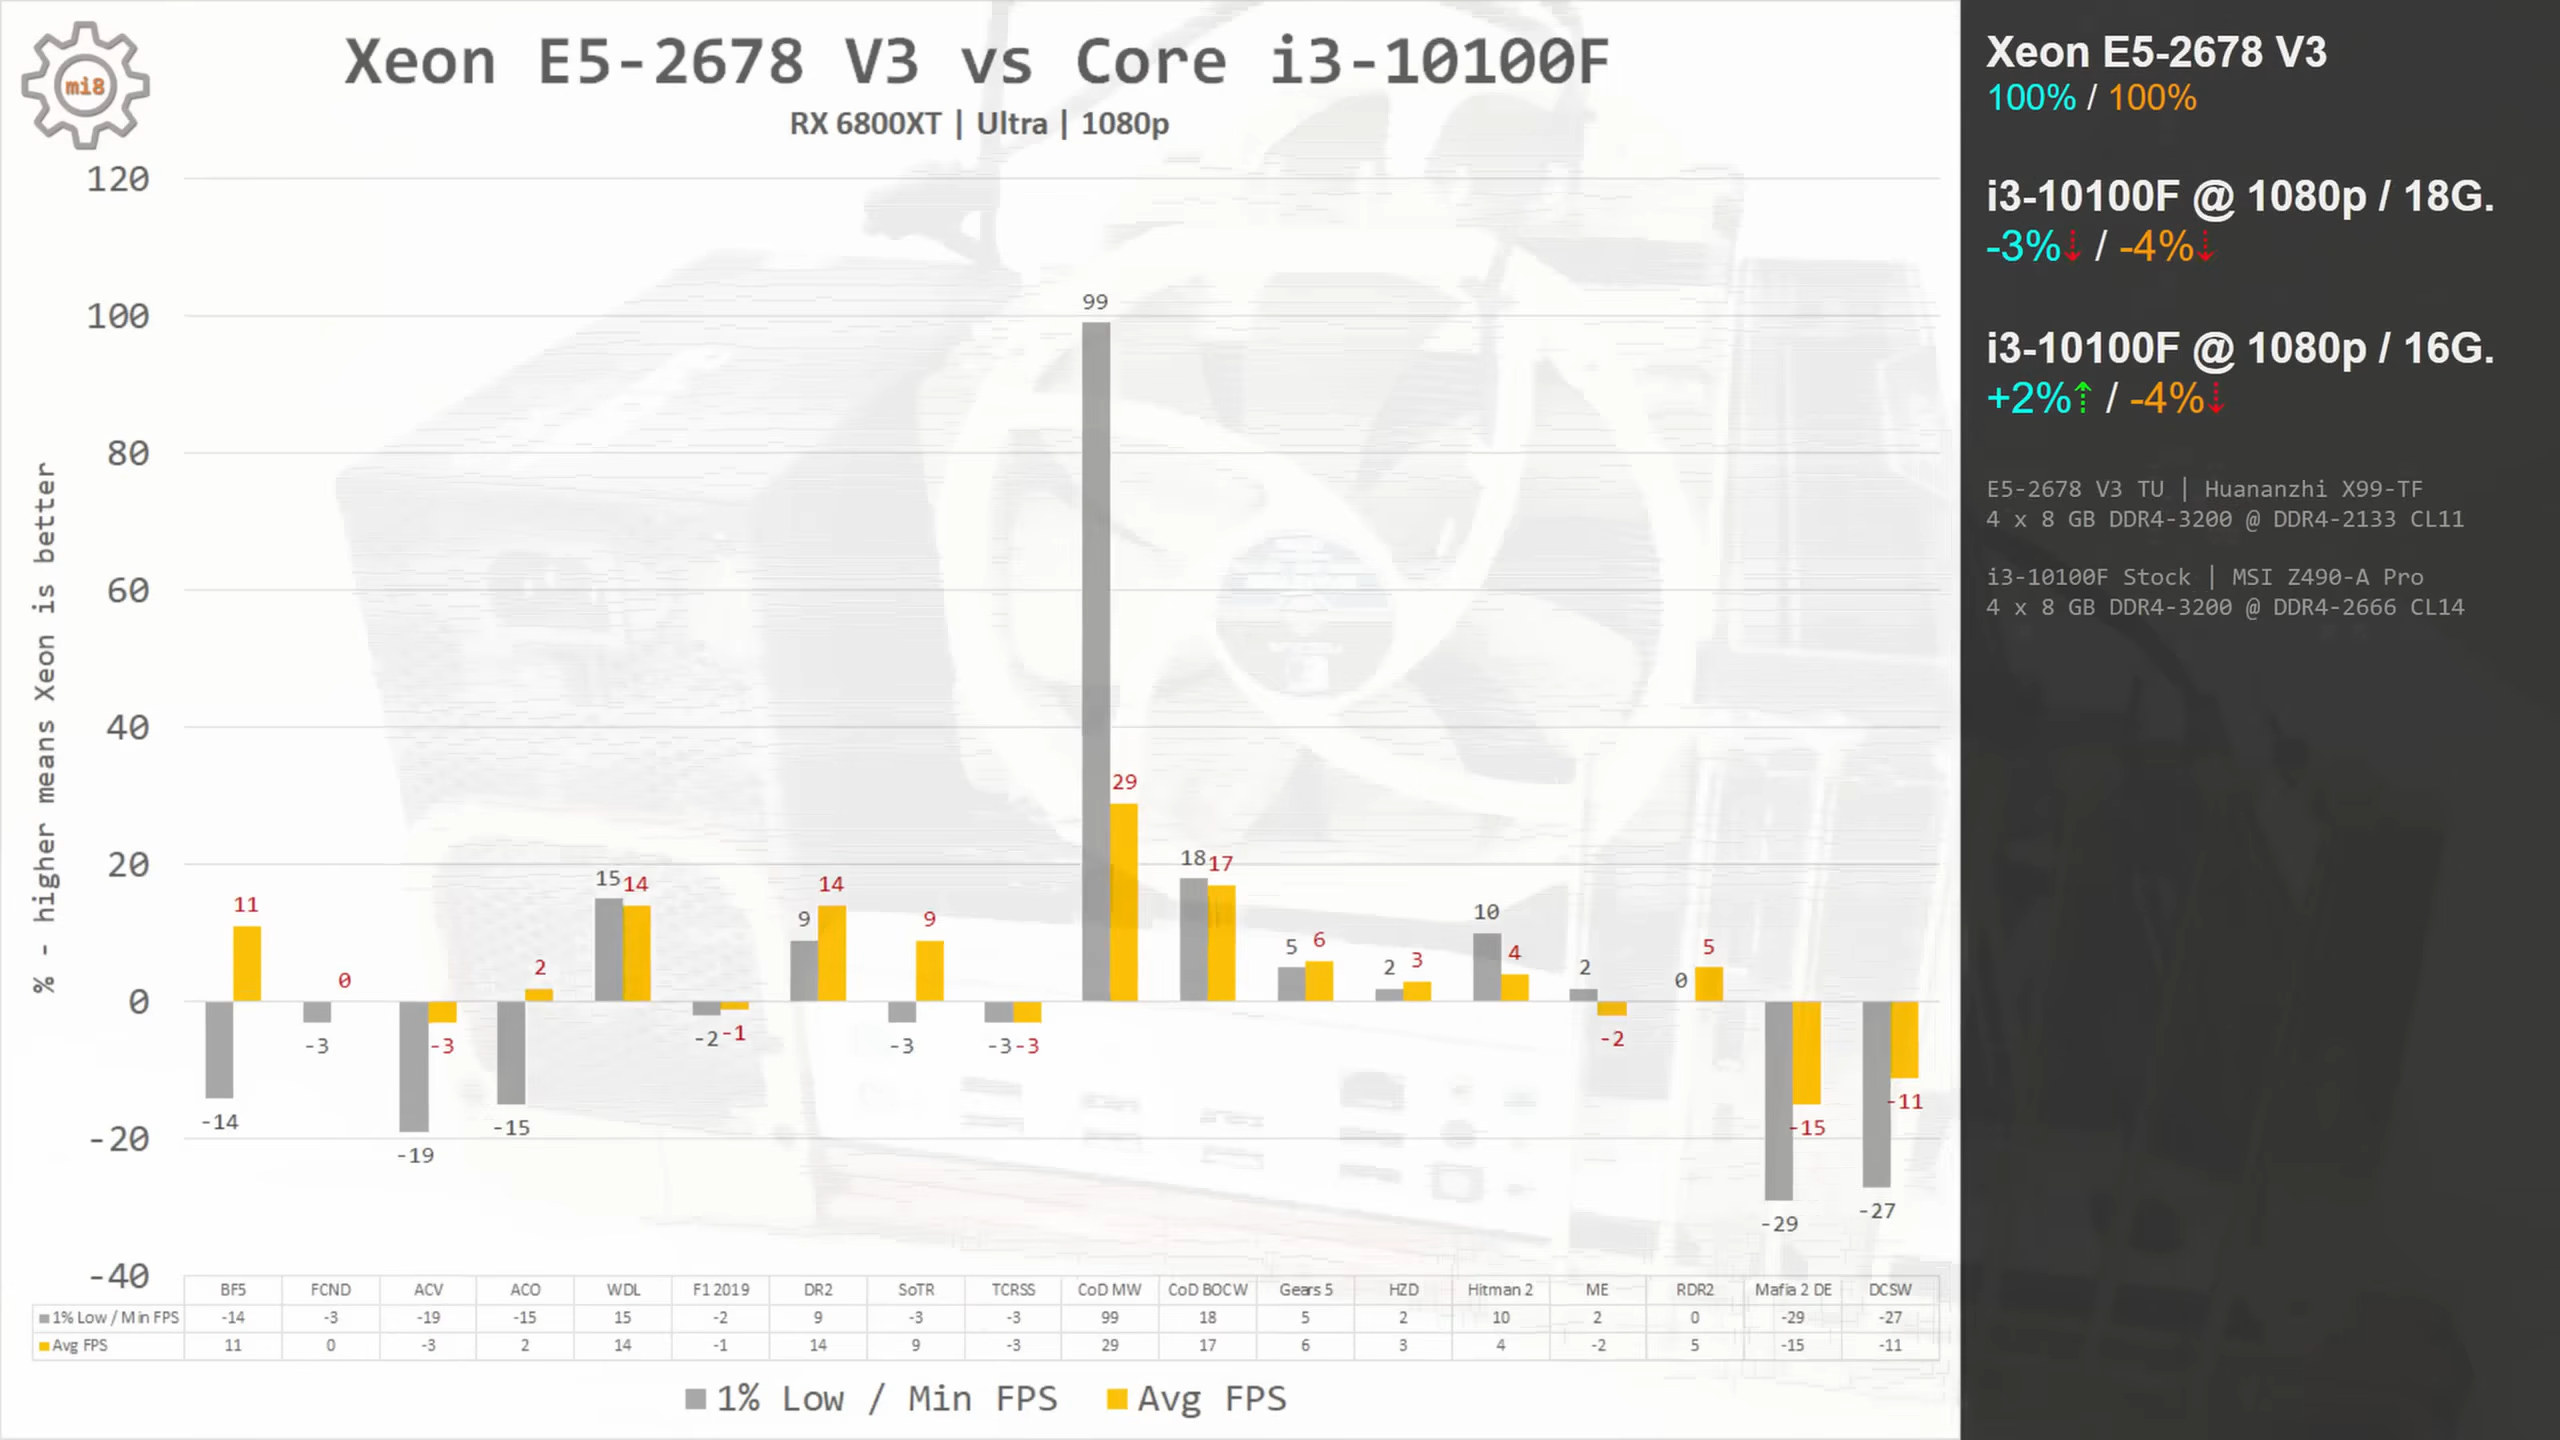 mi8
Xeon E5-2678 V3 vs Core i3-10100F
RX 6800XT | Ultra | 1080p
% - higher means Xeon is better
120
100
80
60
40
20
0
-20
-40
-14 11
-3 0
-19 -3
-15 2
15 14
-2 -1
9 14
-3 9
-3 -3
99 29
18 17
5 6
2 3
10 4
2 -2
0 5
-29 -15
-27 -11
BF5 FCND ACV ACO WDL F1 2019 DR2 SoTR TCRSS CoD MW CoD BOCW Gears 5 HZD Hitman 2 ME RDR2 Mafia 2 DE DCSW
1% Low / Min FPS -14 -3 -19 -15 15 -2 9 -3 -3 99 18 5 2 10 2 0 -29 -27
Avg FPS 11 0 -3 2 14 -1 14 9 -3 29 17 6 3 4 -2 5 -15 -11
1% Low / Min FPS Avg FPS
Xeon E5-2678 V3
100% / 100%
i3-10100F @ 1080p / 18G.
-3%⇣ / -4%⇣
i3-10100F @ 1080p / 16G.
+2%⇡ / -4%⇣
E5-2678 V3 TU | Huananzhi X99-TF
4 x 8 GB DDR4-3200 @ DDR4-2133 CL11
i3-10100F Stock | MSI Z490-A Pro
4 x 8 GB DDR4-3200 @ DDR4-2666 CL14